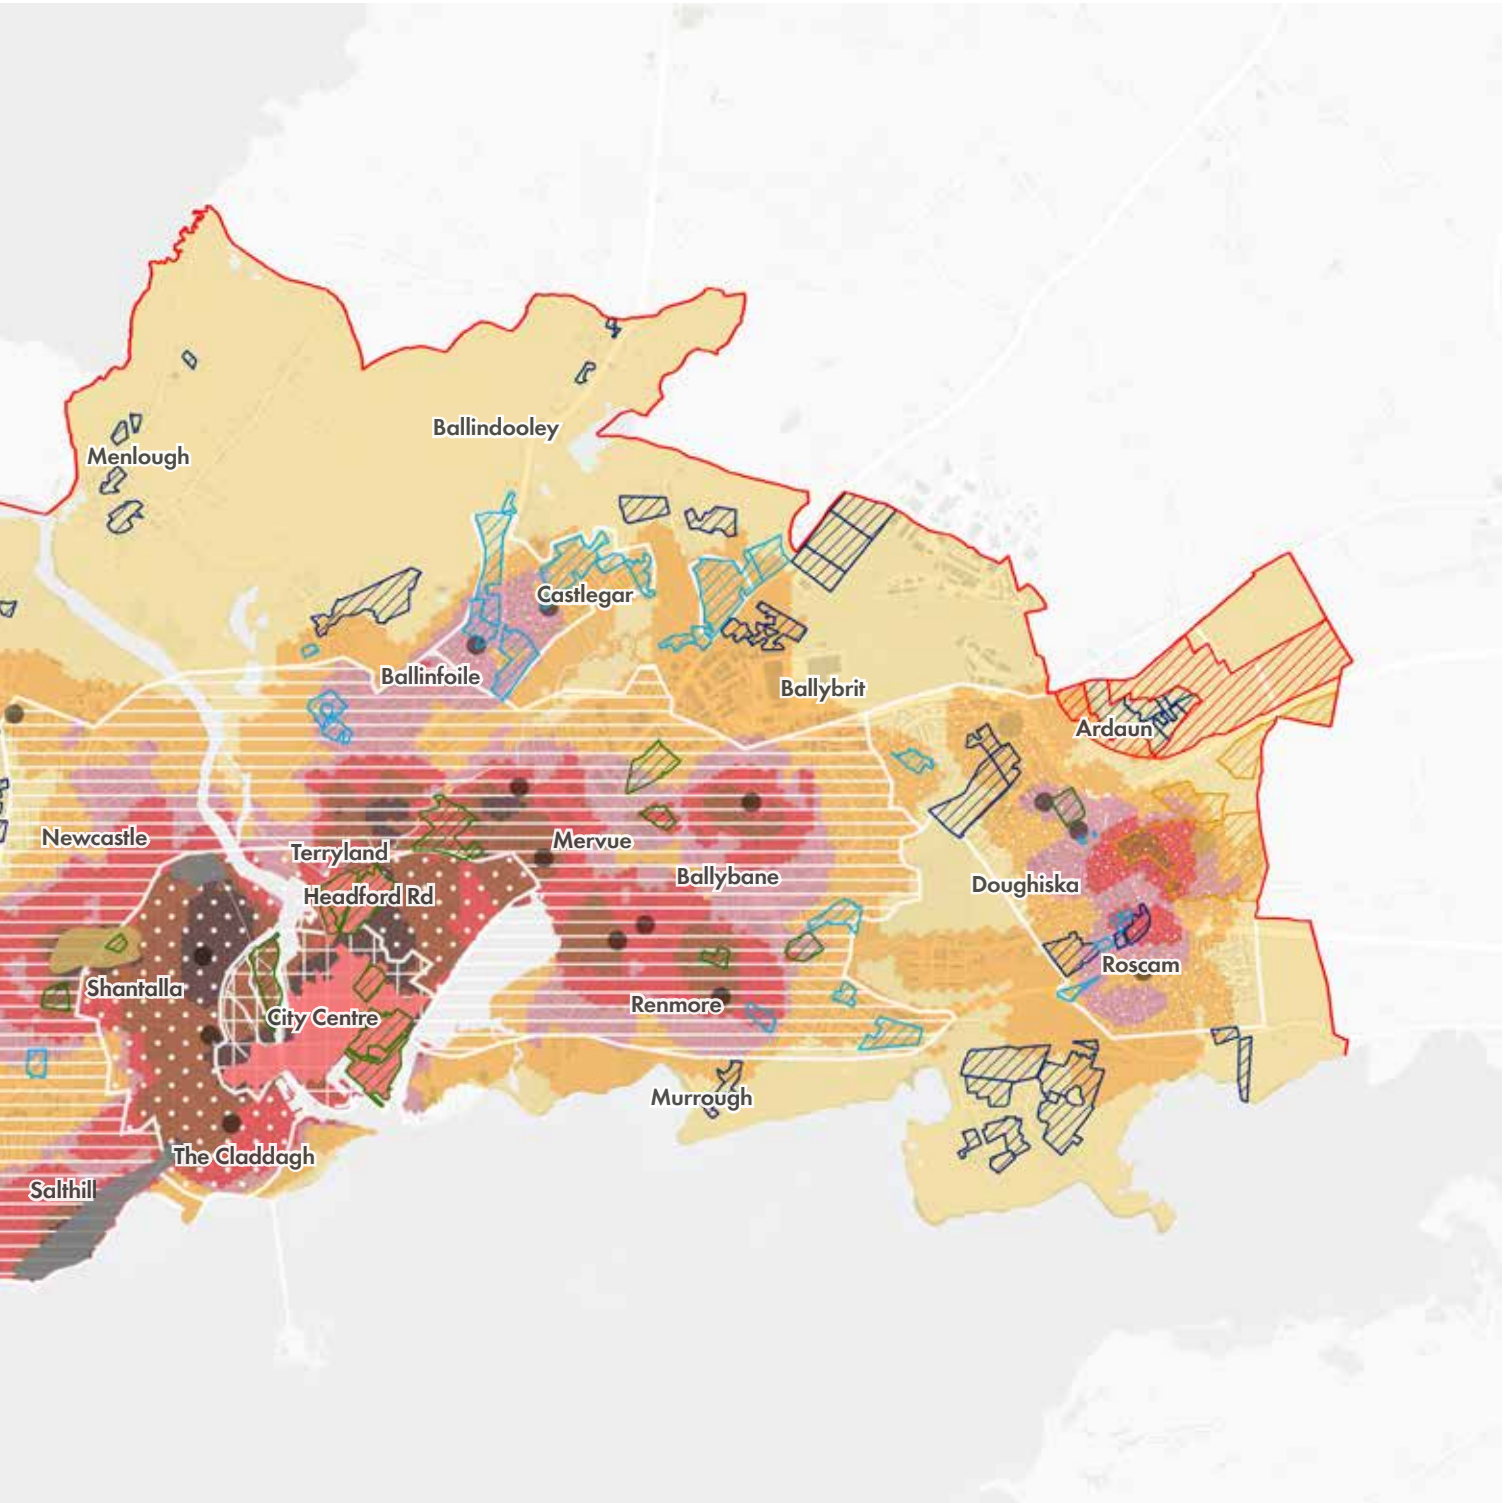 Ballindooley
Menlough
Castlegar
Ballinfoile
Ballybrit
Ardaun
Newcastle
Mervue
Terryland
Ballybane
Doughiska
Headford Rd
Roscam
Shantalla
Renmore
City Centre
Murrough
The Claddagh
Salthill